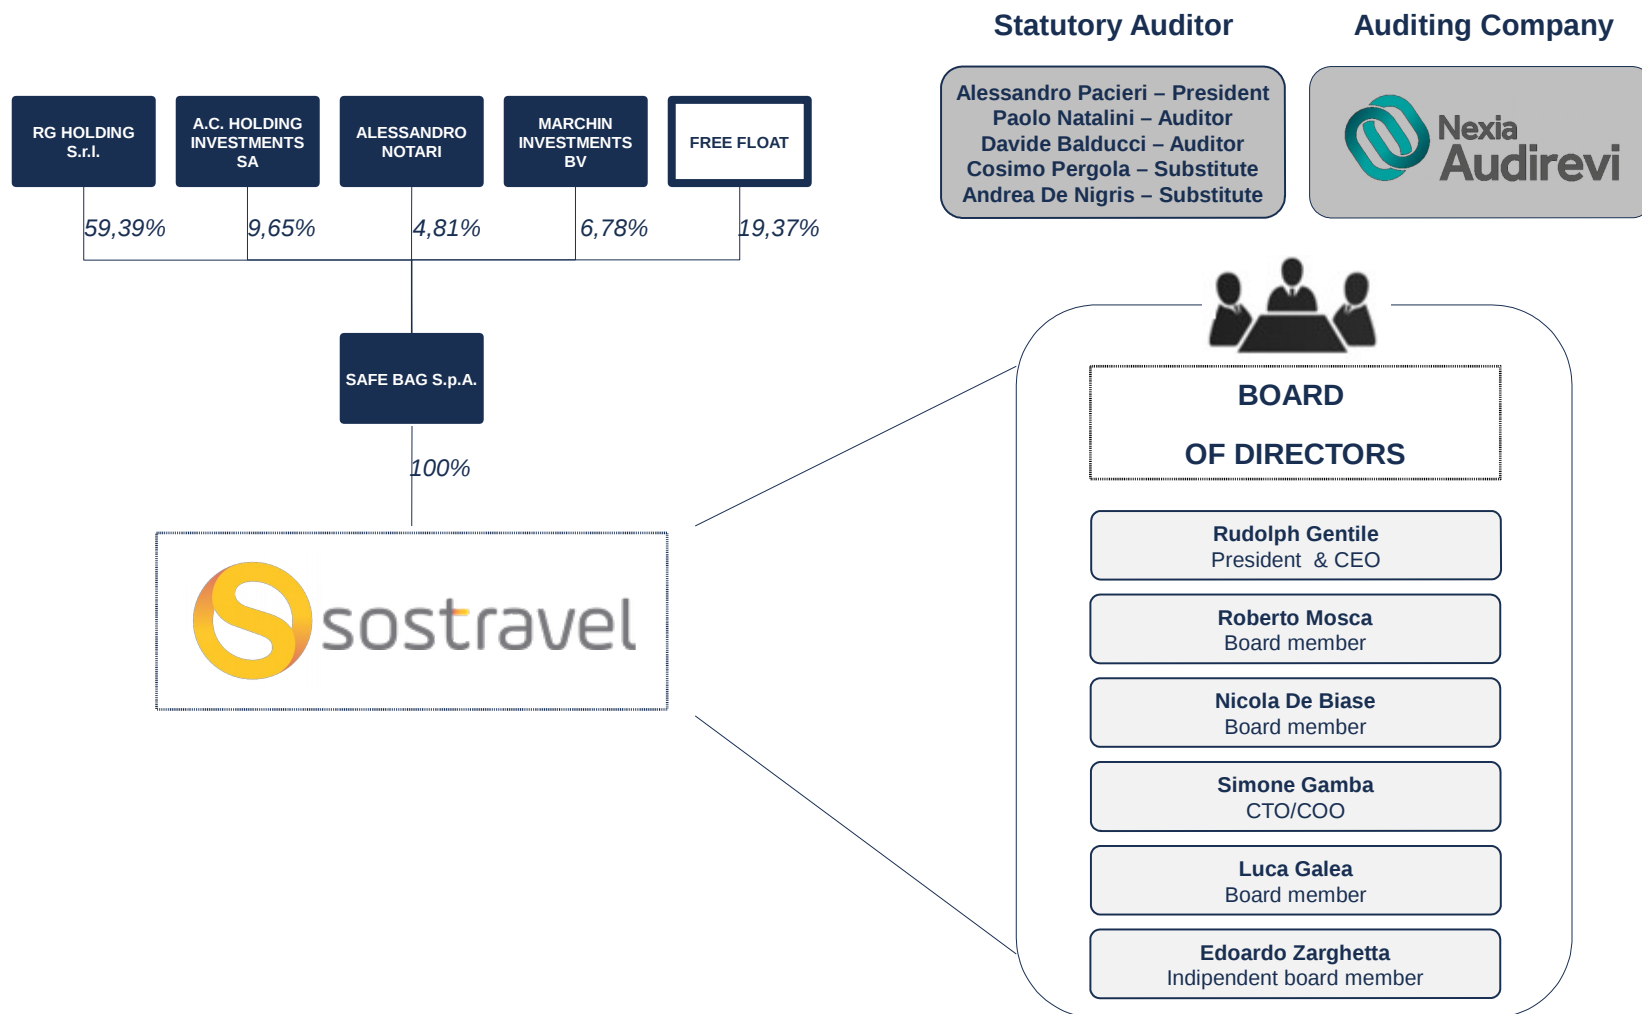 Statutory Auditor
Auditing Company
Alessandro Pacieri – President
Paolo Natalini – Auditor
Davide Balducci – Auditor
Cosimo Pergola – Substitute
Andrea De Nigris – Substitute
Nexia
Audirevi
RG HOLDING
S.r.l.
A.C. HOLDING
INVESTMENTS
SA
ALESSANDRO
NOTARI
MARCHIN
INVESTMENTS
BV
FREE FLOAT
59,39%
9,65%
4,81%
6,78%
19,37%
SAFE BAG S.p.A.
100%
sostravel
BOARD
OF DIRECTORS
Rudolph Gentile
President & CEO
Roberto Mosca
Board member
Nicola De Biase
Board member
Simone Gamba
CTO/COO
Luca Galea
Board member
Edoardo Zarghetta
Indipendent board member